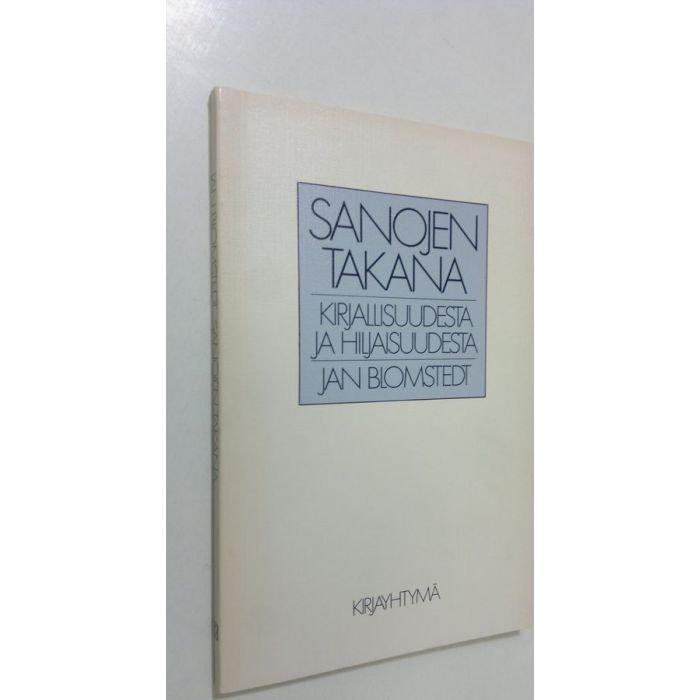 SANOJEN
TAKANA
KIRJALLISUUDESTA
JA HILJAISUUDESTA
JAN BLOMSTEDT
KIRJAYHTYMÄ